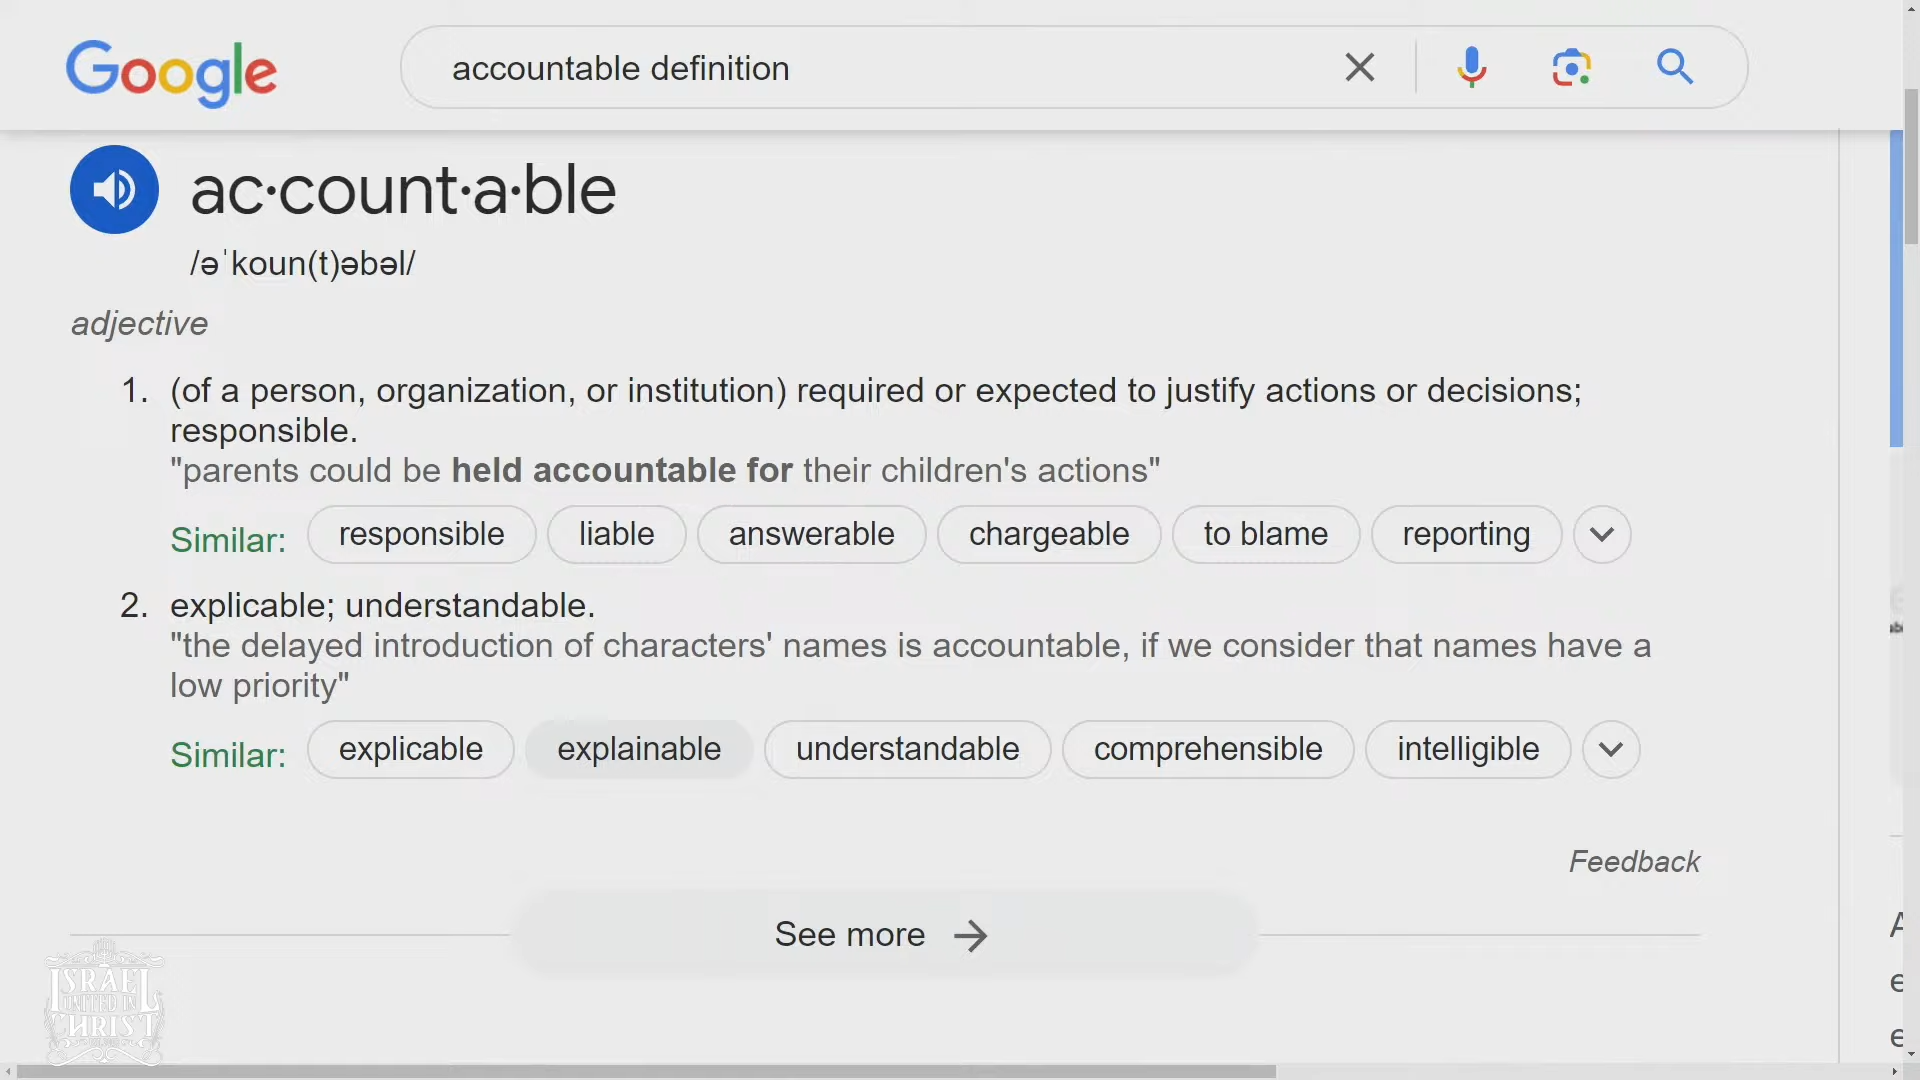 Google
accountable definition
ac·count·a·ble
/əˈkoun(t)əbəl/
adjective
1. (of a person, organization, or institution) required or expected to justify actions or decisions;
responsible.
"parents could be held accountable for their children's actions"
Similar: responsible liable answerable chargeable to blame reporting
2. explicable; understandable.
"the delayed introduction of characters' names is accountable, if we consider that names have a
low priority"
Similar: explicable explainable understandable comprehensible intelligible
Feedback
See more
ISRAEL
UNITED IN
CHRIST